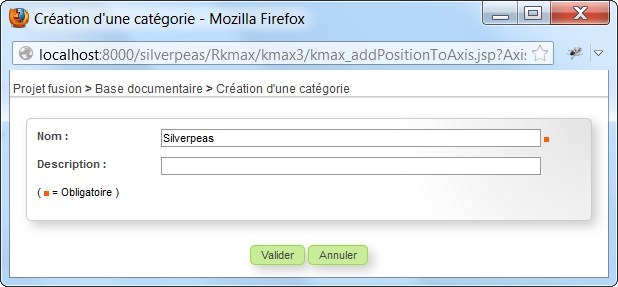 Création d'une catégorie - Mozilla Firefox
localhost:8000/silverpeas/Rkmax/kmax3/kmax_addPositionToAxis.jsp?Axis
Projet fusion > Base documentaire > Création d'une catégorie
Nom : Silverpeas
Description :
( = Obligatoire )
Valider Annuler